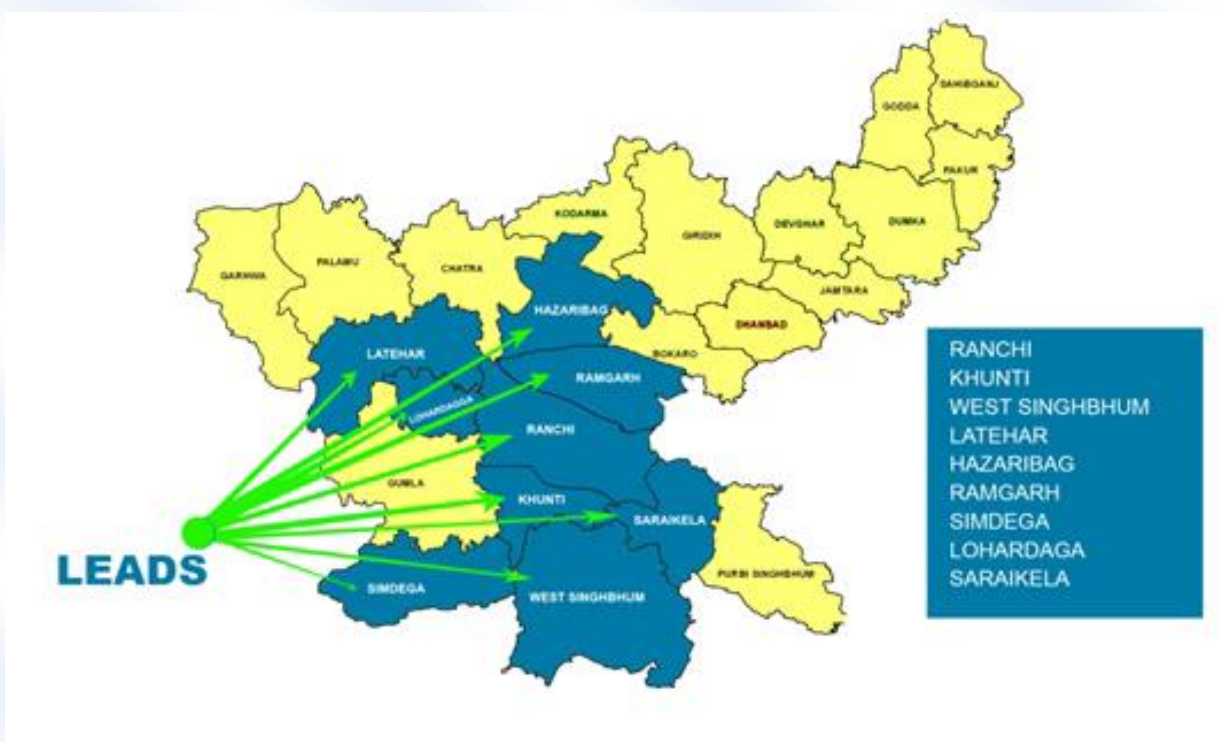 SAHIBGANJ
GODDA
PAKUR
KODARMA
DEVGHAR
DUMKA
GIRIDIH
PALAMU
CHATRA
GARHWA
JAMTARA
HAZARIBAG
DHANBAD
LATEHAR
BOKARO
RAMGARH
LOHARDAGGA
RANCHI
GUMLA
KHUNTI
SARAIKELA
LEADS
PURBI SINGHBHUM
SIMDEGA
WEST SINGHBHUM
RANCHI
KHUNTI
WEST SINGHBHUM
LATEHAR
HAZARIBAG
RAMGARH
SIMDEGA
LOHARDAGA
SARAIKELA